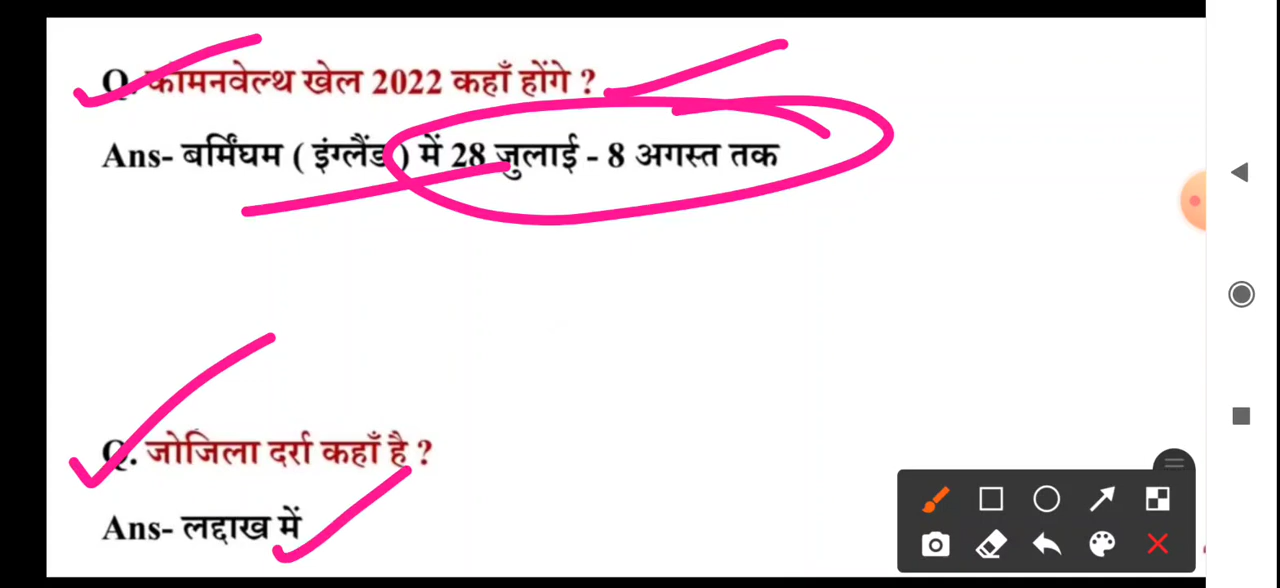 Q. कॉमनवेल्थ खेल 2022 कहाँ होंगे ?
Ans- बर्मिंघम ( इंग्लैंड ) में 28 जुलाई - 8 अगस्त तक
Q. जोजिला दर्रा कहाँ है ?
Ans- लद्दाख में